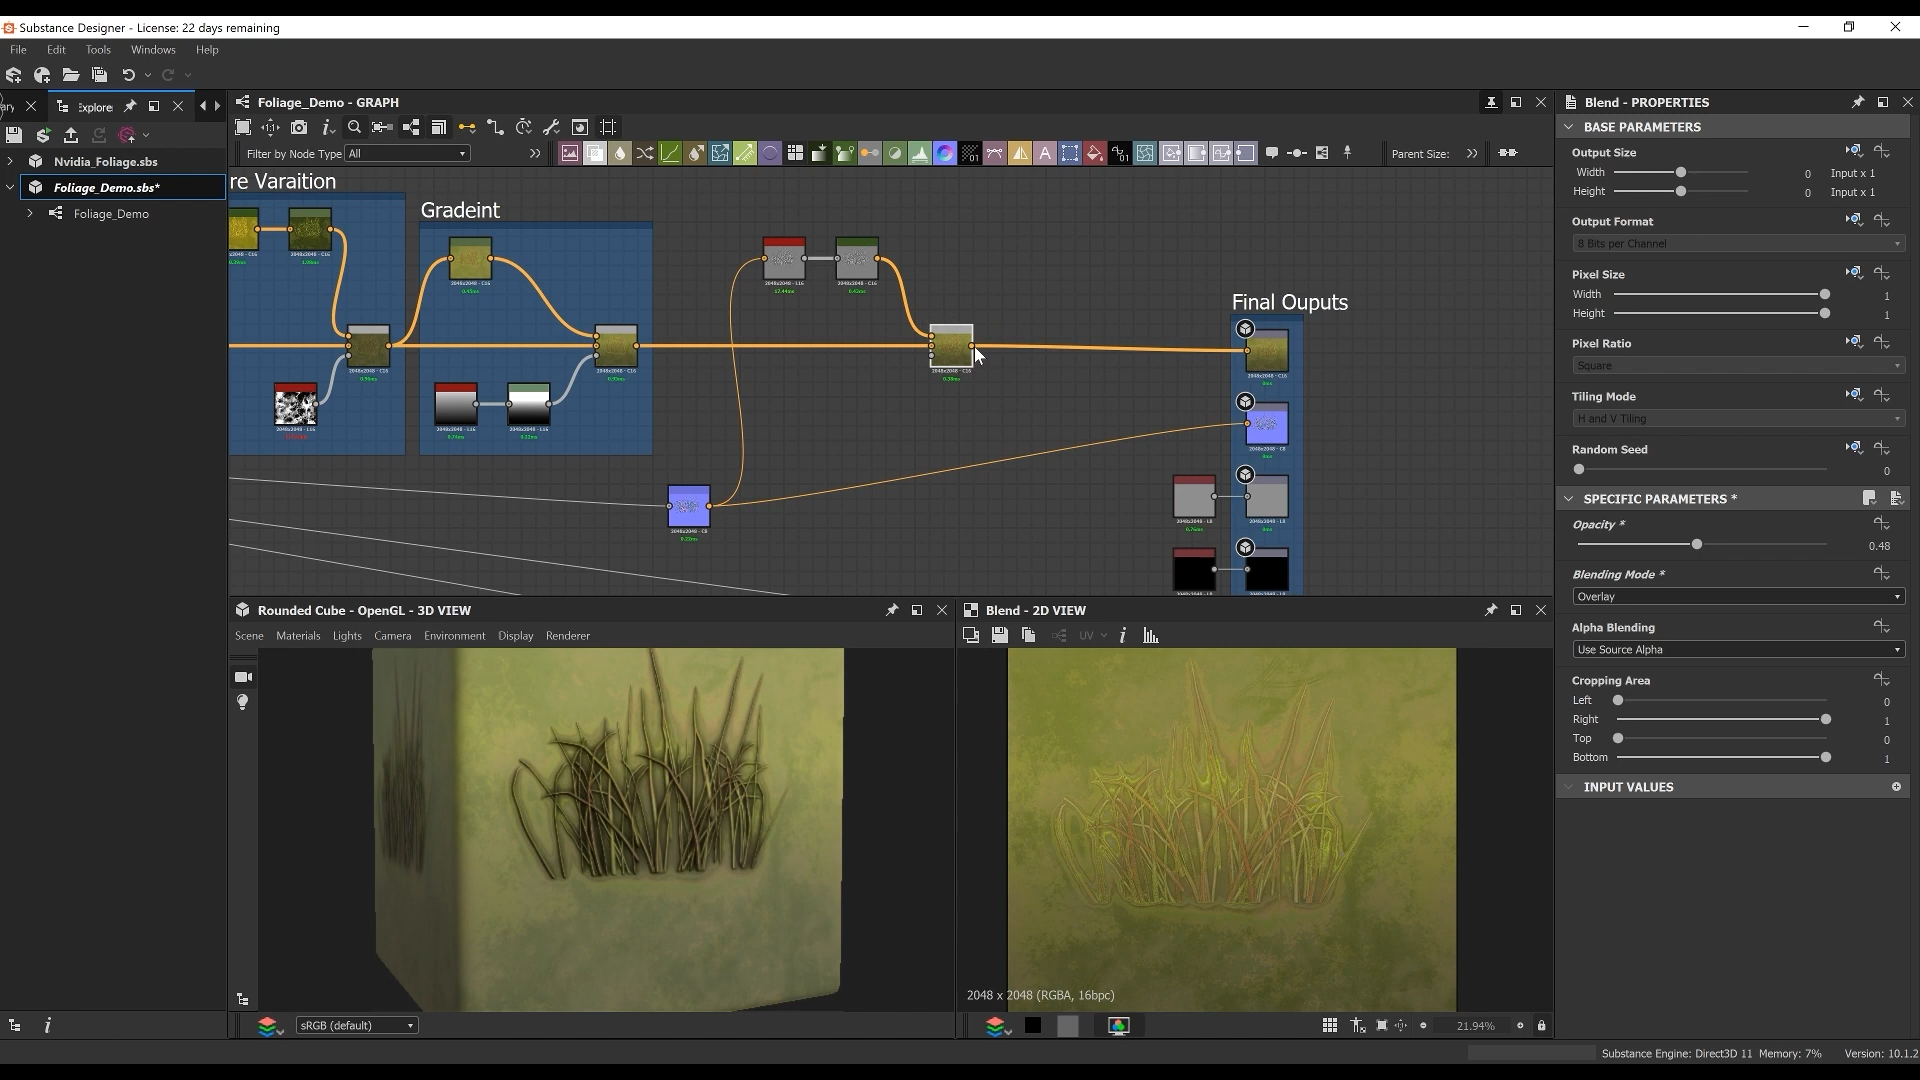 Substance Designer - License: 22 days remaining
File Edit Tools Windows Help
ary Explorer
Foliage_Demo - GRAPH
Blend - PROPERTIES
Filter by Node Type All
Parent Size:
Nvidia_Foliage.sbs
Foliage_Demo.sbs*
Foliage_Demo
re Varaition
Gradeint
Final Ouputs
BASE PARAMETERS
Output Size
Width 0 Input x 1
Height 0 Input x 1
Output Format
8 Bits per Channel
Pixel Size
Width 1
Height 1
Pixel Ratio
Square
Tiling Mode
H and V Tiling
Random Seed
0
SPECIFIC PARAMETERS *
Opacity *
0.48
Blending Mode *
Overlay
Alpha Blending
Use Source Alpha
Cropping Area
Left 0
Right 1
Top 0
Bottom 1
INPUT VALUES
Rounded Cube - OpenGL - 3D VIEW
Scene Materials Lights Camera Environment Display Renderer
sRGB (default)
Blend - 2D VIEW
UV
2048 x 2048 (RGBA, 16bpc)
21.94%
Substance Engine: Direct3D 11 Memory: 7% Version: 10.1.2